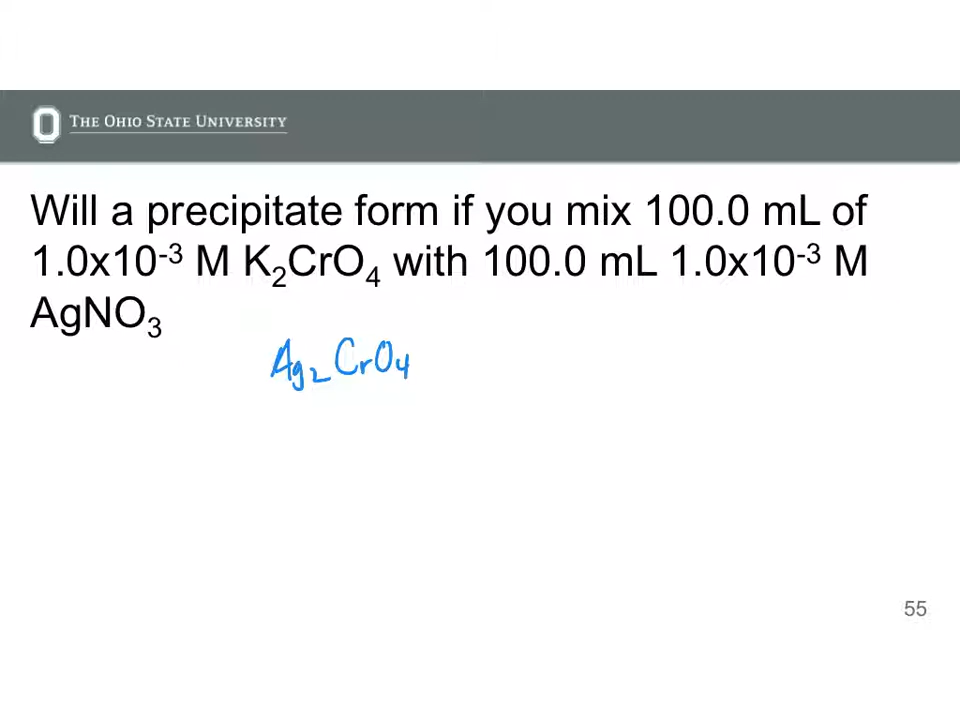 THE OHIO STATE UNIVERSITY
Will a precipitate form if you mix 100.0 mL of
1.0x10⁻³ M K₂CrO₄ with 100.0 mL 1.0x10⁻³ M
AgNO₃
Ag₂CrO₄
55